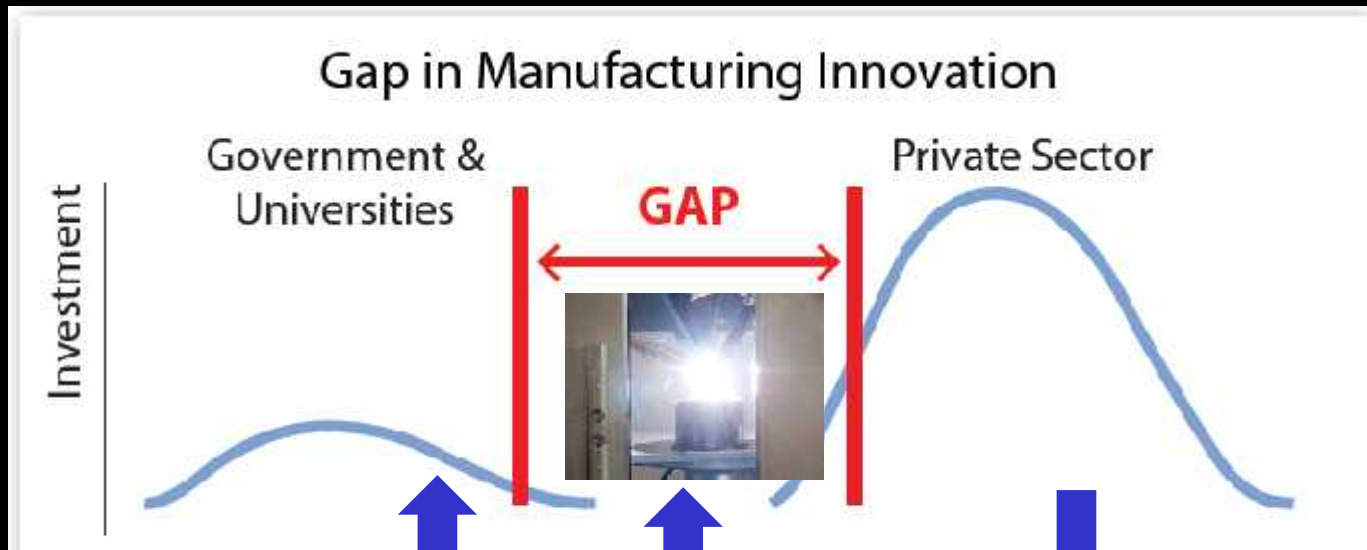 Gap in Manufacturing Innovation
Government &
Universities
Private Sector
GAP
Investment